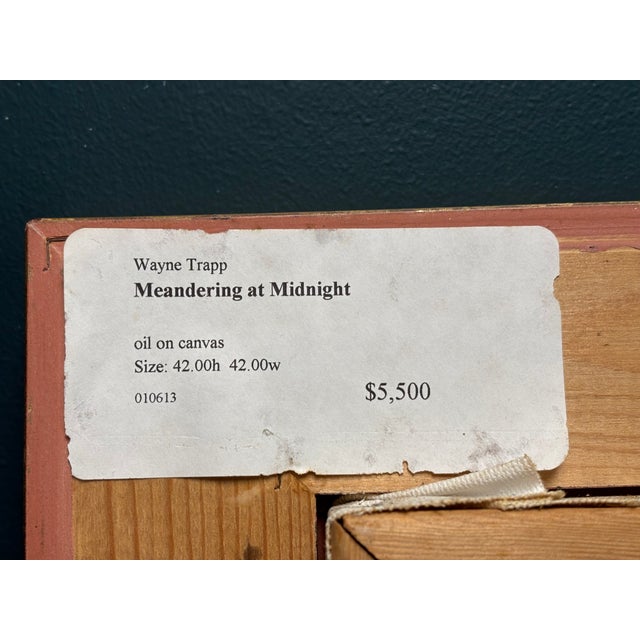 Wayne Trapp
Meandering at Midnight
oil on canvas
Size: 42.00h 42.00w
010613 $5,500